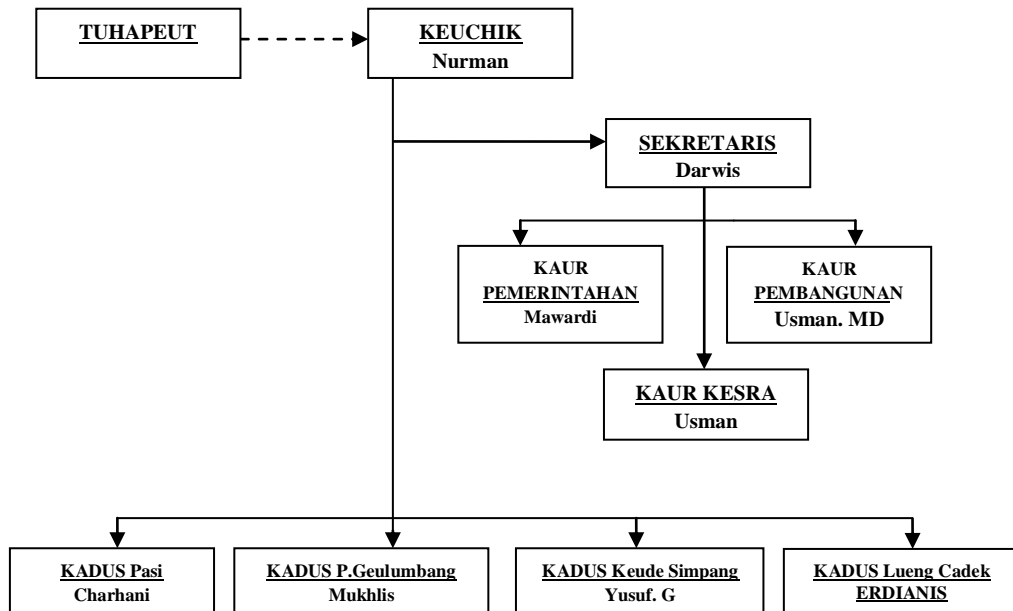 TUHAPEUT
KEUCHIK
Nurman
SEKRETARIS
Darwis
KAUR
PEMERINTAHAN
Mawardi
KAUR
PEMBANGUNAN
Usman. MD
KAUR KESRA
Usman
KADUS Pasi
Charhani
KADUS P.Geulumbang
Mukhlis
KADUS Keude Simpang
Yusuf. G
KADUS Lueng Cadek
ERDIANIS